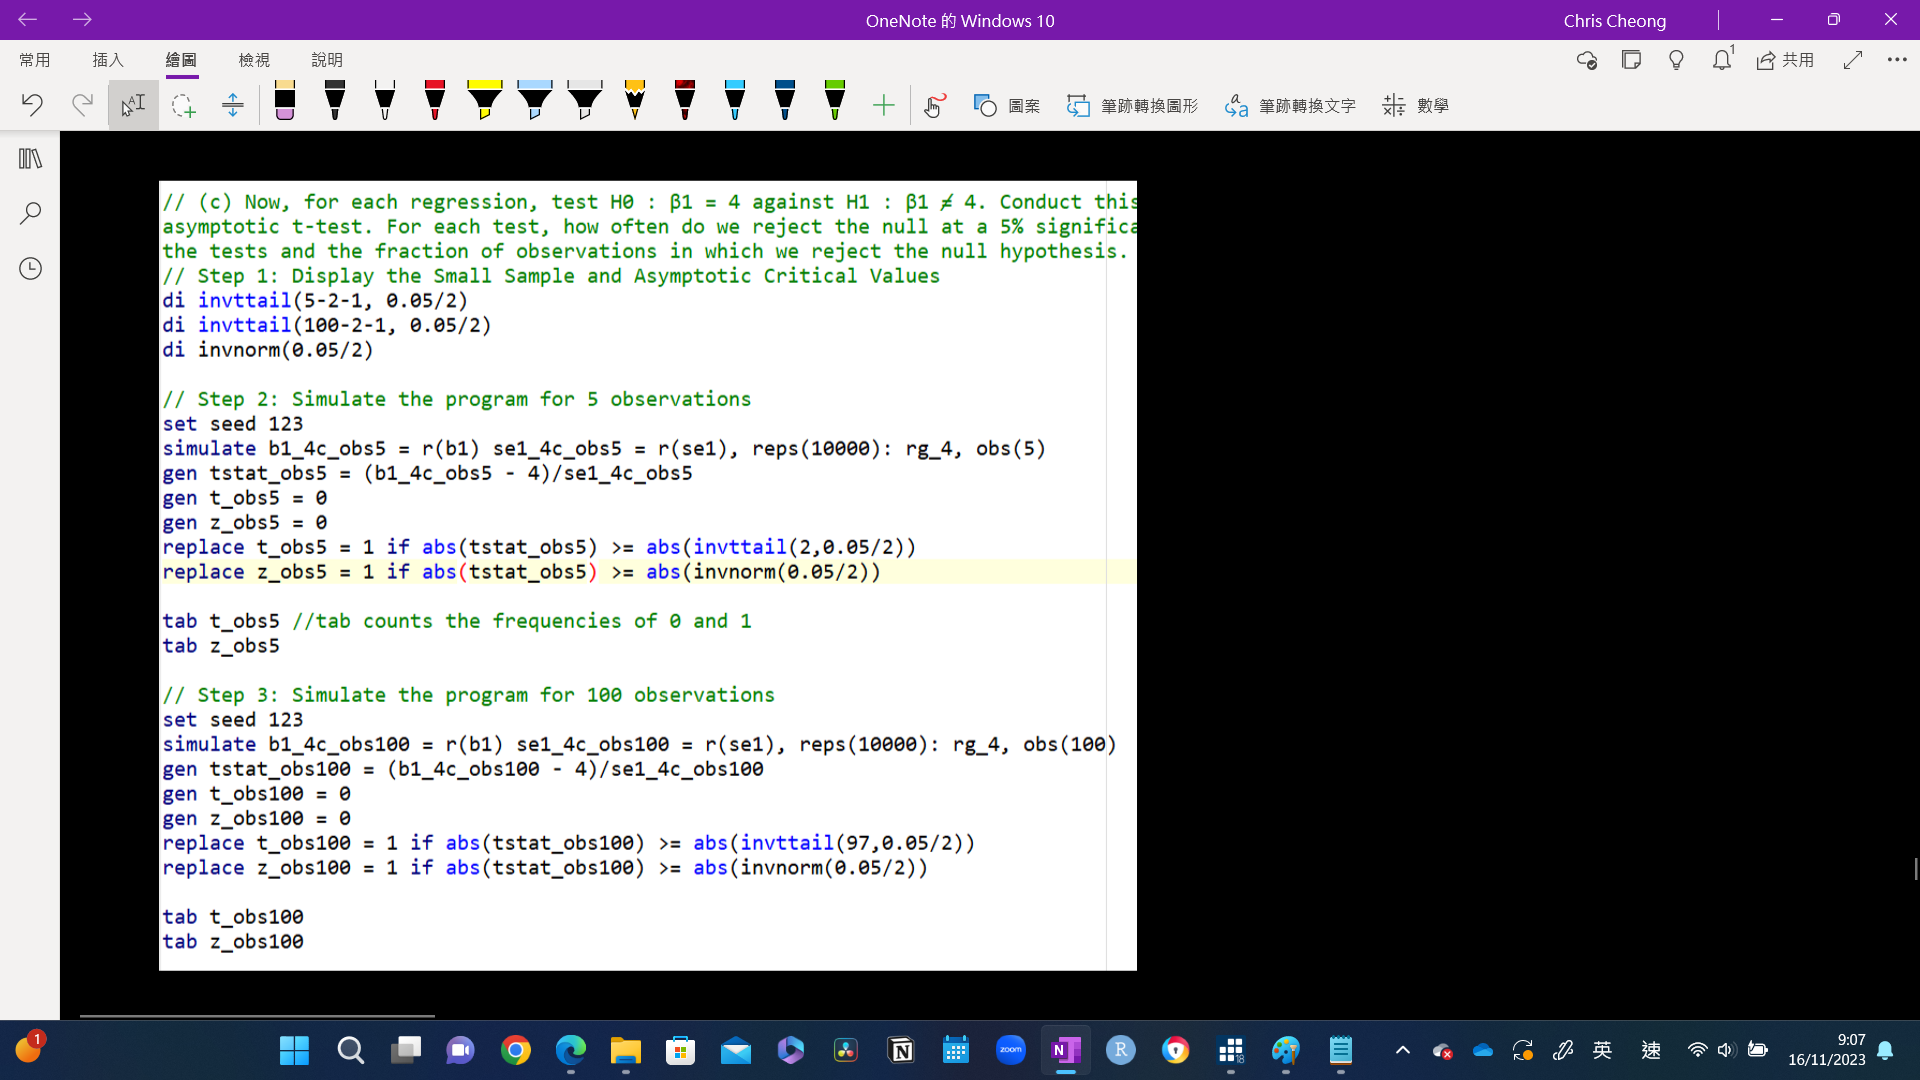 OneNote 的 Windows 10
Chris Cheong
常用
插入
繪圖
檢視
說明
1
共用
圖案
筆跡轉換圖形
筆跡轉換文字
數學
// (c) Now, for each regression, test H0 : β1 = 4 against H1 : β1 ≠ 4. Conduct this
asymptotic t-test. For each test, how often do we reject the null at a 5% significa
the tests and the fraction of observations in which we reject the null hypothesis.
// Step 1: Display the Small Sample and Asymptotic Critical Values
di invttail(5-2-1, 0.05/2)
di invttail(100-2-1, 0.05/2)
di invnorm(0.05/2)
// Step 2: Simulate the program for 5 observations
set seed 123
simulate b1_4c_obs5 = r(b1) se1_4c_obs5 = r(se1), reps(10000): rg_4, obs(5)
gen tstat_obs5 = (b1_4c_obs5 - 4)/se1_4c_obs5
gen t_obs5 = 0
gen z_obs5 = 0
replace t_obs5 = 1 if abs(tstat_obs5) >= abs(invttail(2,0.05/2))
replace z_obs5 = 1 if abs(tstat_obs5) >= abs(invnorm(0.05/2))
tab t_obs5 //tab counts the frequencies of 0 and 1
tab z_obs5
// Step 3: Simulate the program for 100 observations
set seed 123
simulate b1_4c_obs100 = r(b1) se1_4c_obs100 = r(se1), reps(10000): rg_4, obs(100)
gen tstat_obs100 = (b1_4c_obs100 - 4)/se1_4c_obs100
gen t_obs100 = 0
gen z_obs100 = 0
replace t_obs100 = 1 if abs(tstat_obs100) >= abs(invttail(97,0.05/2))
replace z_obs100 = 1 if abs(tstat_obs100) >= abs(invnorm(0.05/2))
tab t_obs100
tab z_obs100
1
zoom
N
R
18
英
速
9:07
16/11/2023